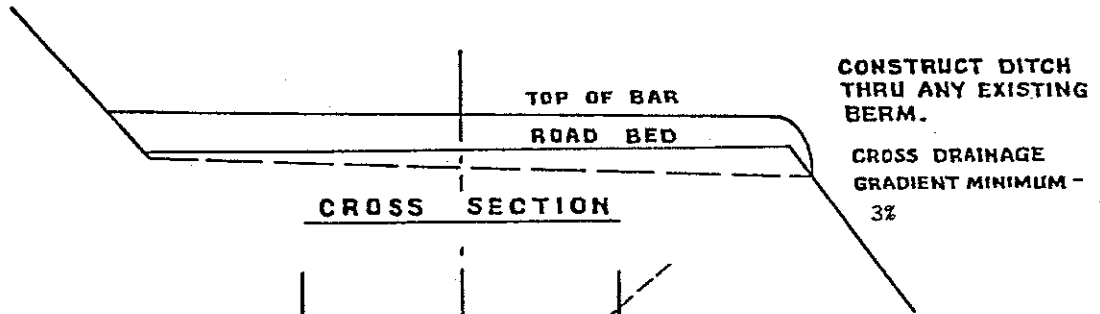 TOP OF BAR
ROAD BED
CROSS SECTION
CONSTRUCT DITCH
THRU ANY EXISTING
BERM.
CROSS DRAINAGE
GRADIENT MINIMUM -
3%